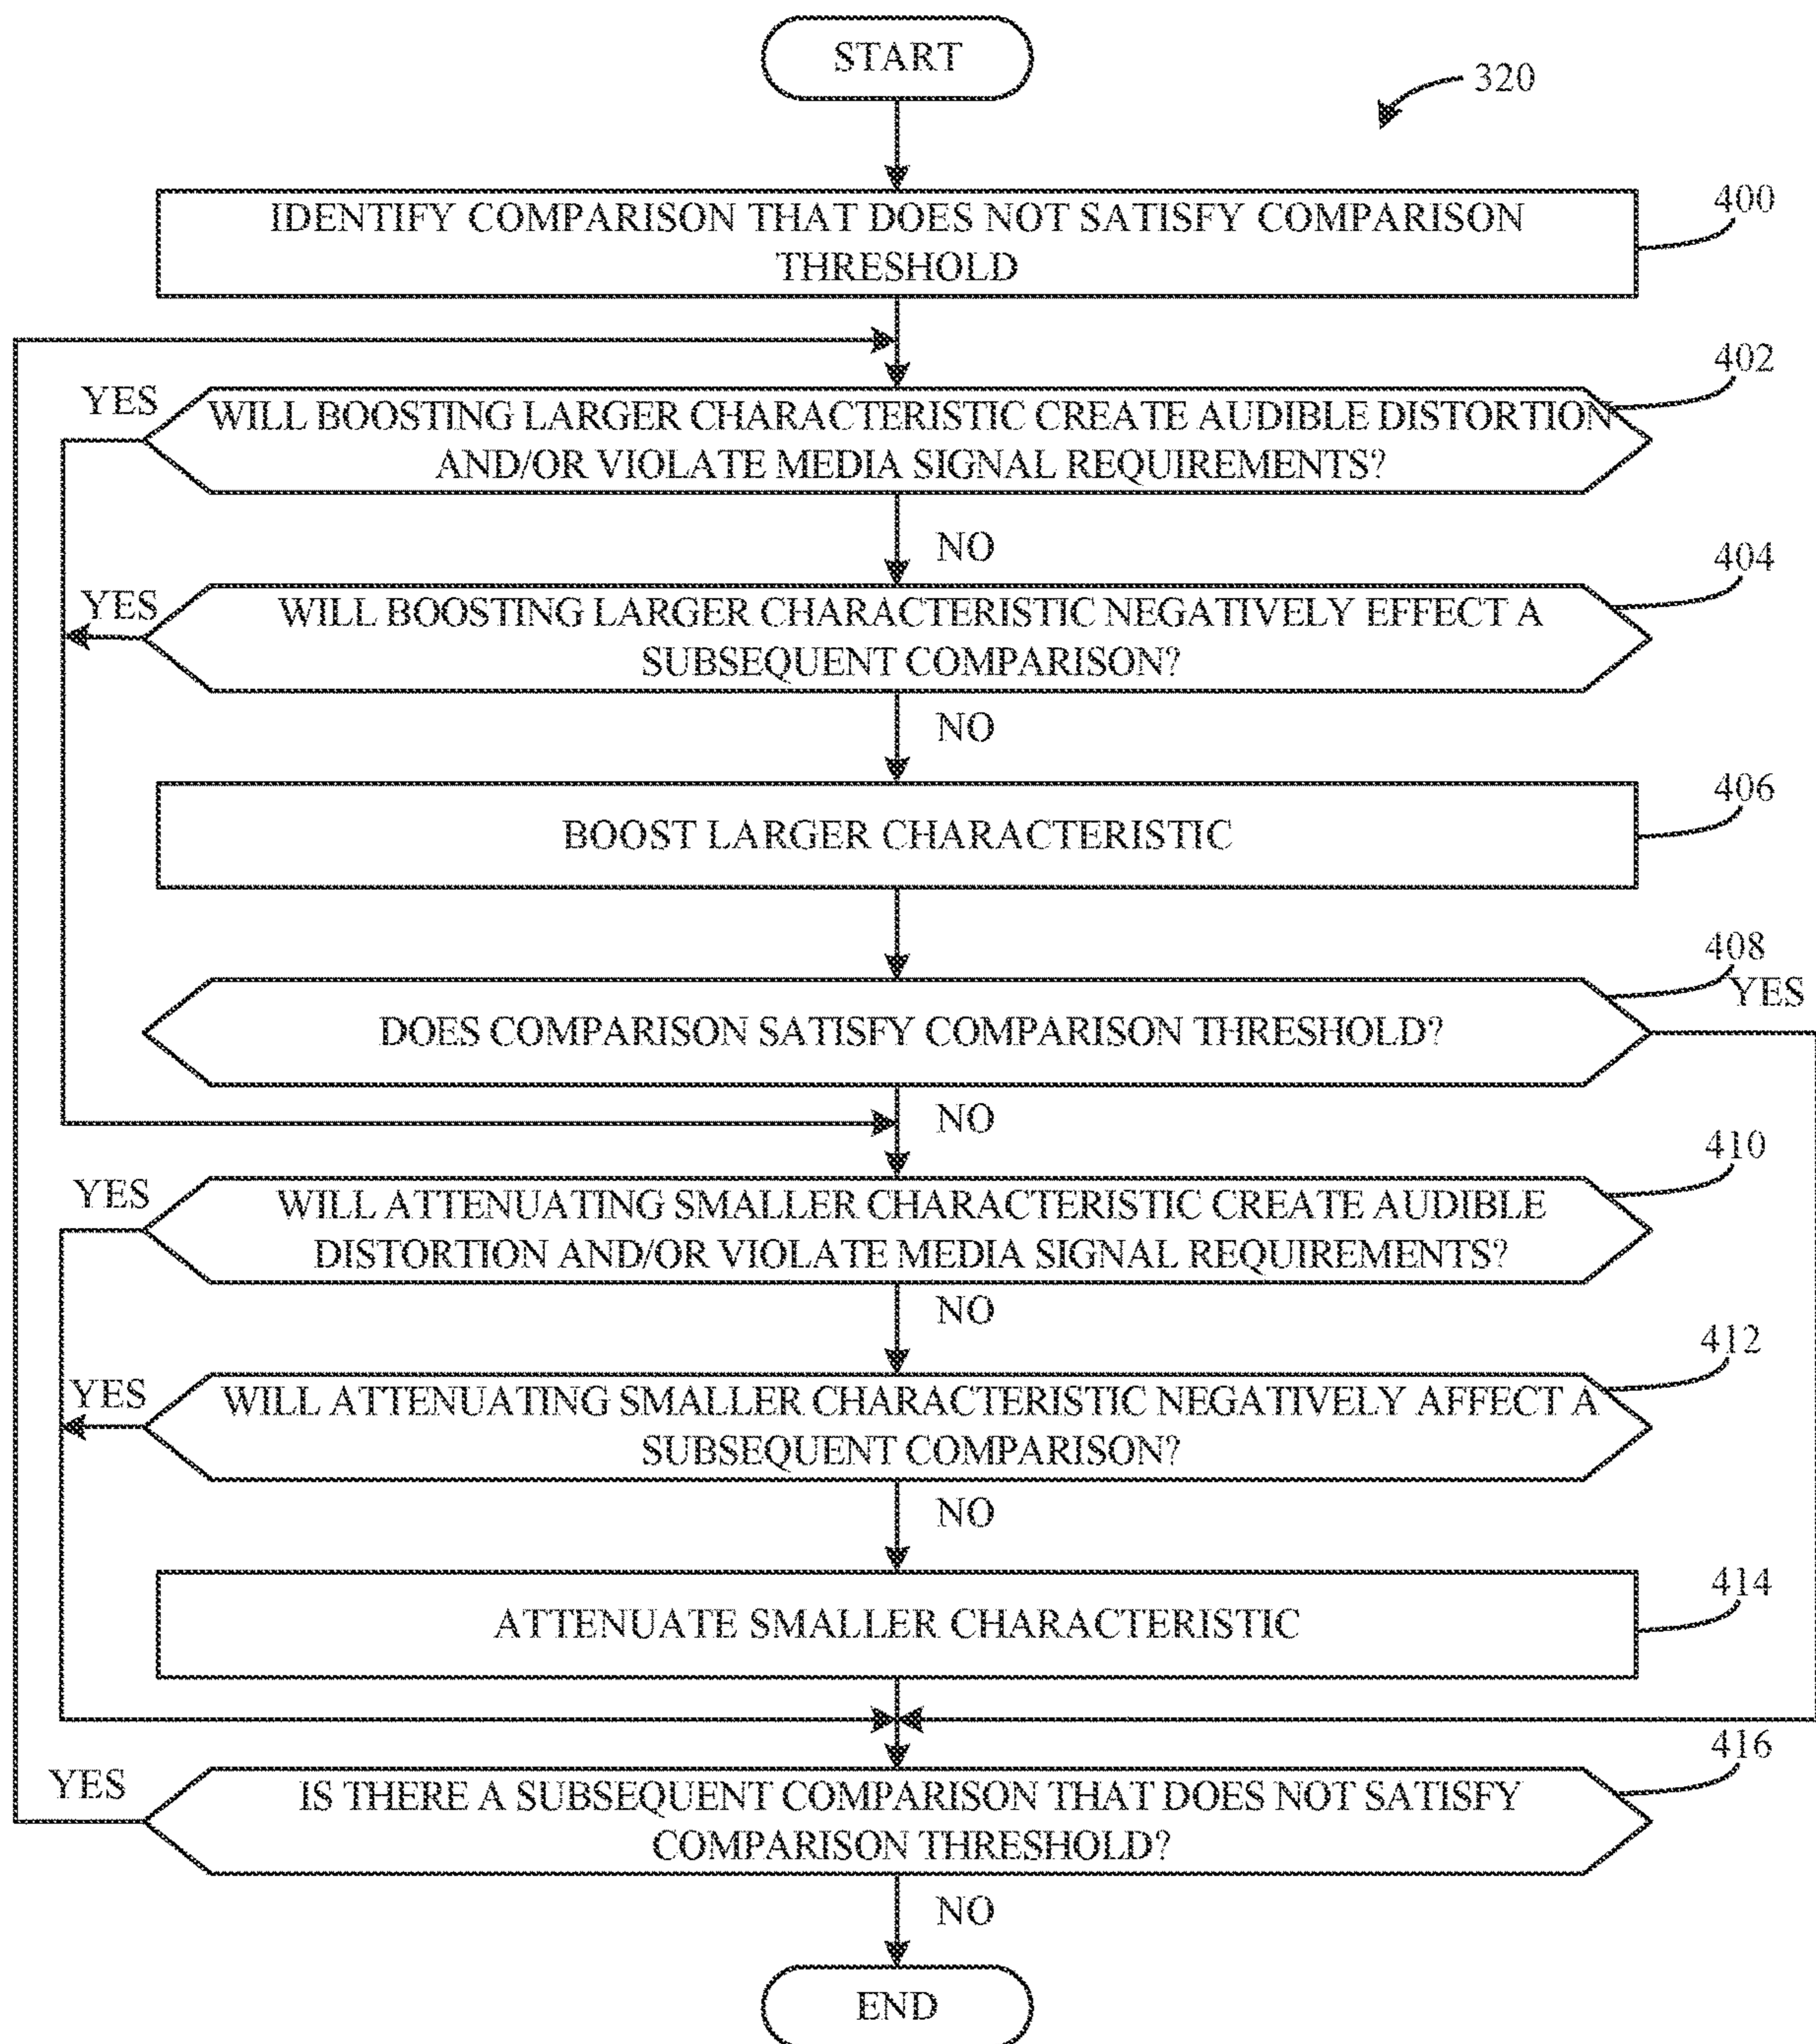 START
320
400
IDENTIFY COMPARISON THAT DOES NOT SATISFY COMPARISON
THRESHOLD
402
YES
WILL BOOSTING LARGER CHARACTERISTIC CREATE AUDIBLE DISTORTION
AND/OR VIOLATE MEDIA SIGNAL REQUIREMENTS?
NO
404
YES
WILL BOOSTING LARGER CHARACTERISTIC NEGATIVELY EFFECT A
SUBSEQUENT COMPARISON?
NO
406
BOOST LARGER CHARACTERISTIC
408
YES
DOES COMPARISON SATISFY COMPARISON THRESHOLD?
NO
410
YES
WILL ATTENUATING SMALLER CHARACTERISTIC CREATE AUDIBLE
DISTORTION AND/OR VIOLATE MEDIA SIGNAL REQUIREMENTS?
NO
412
YES
WILL ATTENUATING SMALLER CHARACTERISTIC NEGATIVELY AFFECT A
SUBSEQUENT COMPARISON?
NO
414
ATTENUATE SMALLER CHARACTERISTIC
416
YES
IS THERE A SUBSEQUENT COMPARISON THAT DOES NOT SATISFY
COMPARISON THRESHOLD?
NO
END